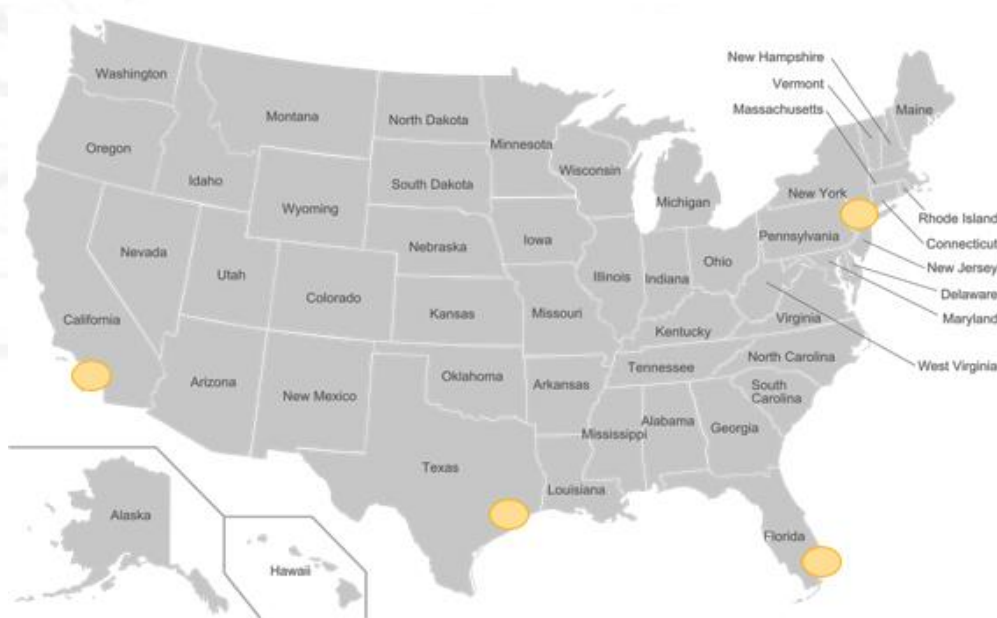 New Hampshire
Vermont
Massachusetts
Maine
Washington
Montana
North Dakota
Minnesota
Oregon
Idaho
Wisconsin
South Dakota
Michigan
New York
Wyoming
Rhode Island
Connecticut
Nevada
Nebraska
Iowa
Pennsylvania
New Jersey
Utah
Illinois
Indiana
Ohio
Delaware
Colorado
Kansas
Missouri
Virginia
Maryland
California
Kentucky
West Virginia
Tennessee
North Carolina
Arizona
Oklahoma
Arkansas
New Mexico
South
Carolina
Mississippi
Alabama
Georgia
Texas
Louisiana
Alaska
Florida
Hawaii